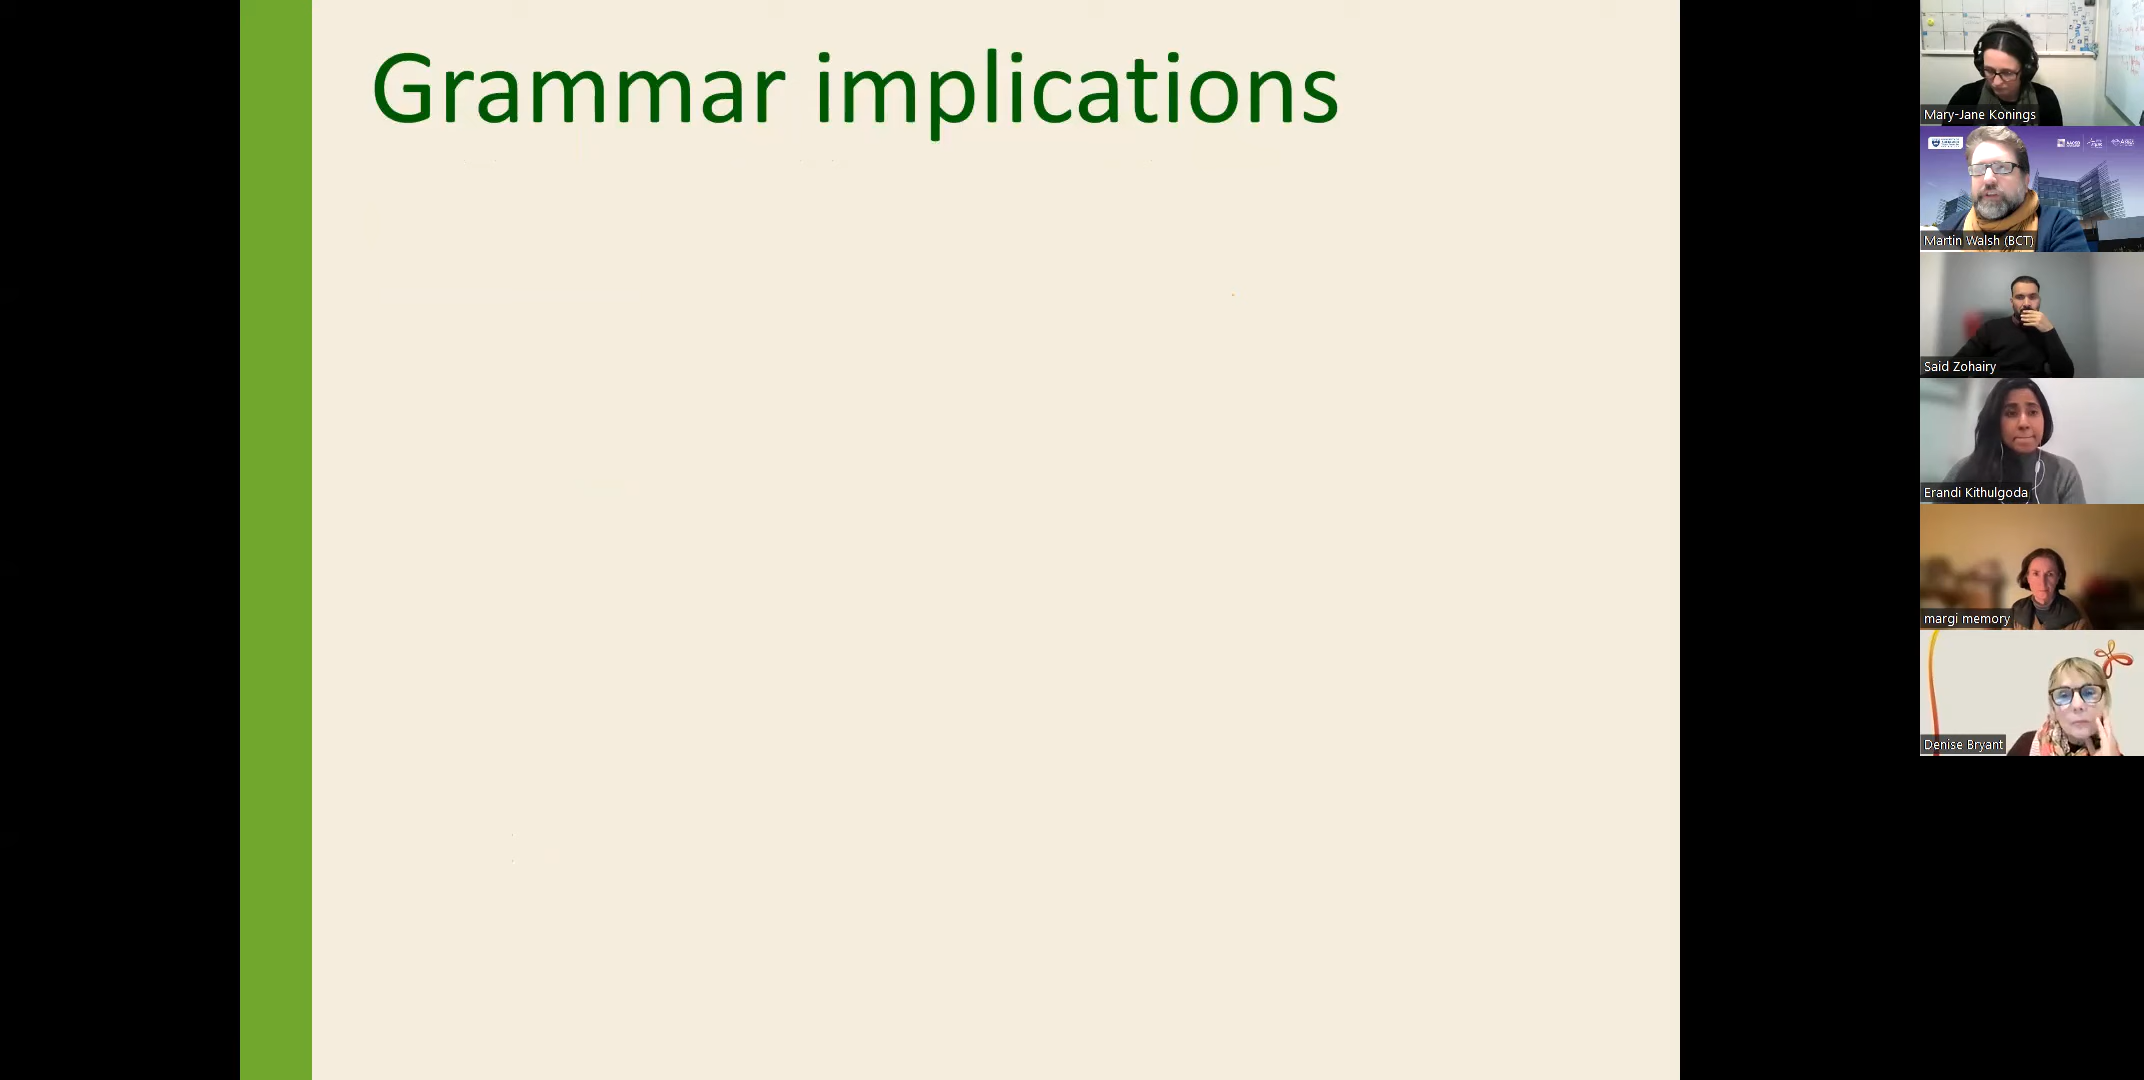 Grammar implications
Mary-Jane Konings
Martin Walsh (BCT)
Said Zohairy
Erandi Kithulgoda
margi memory
Denise Bryant